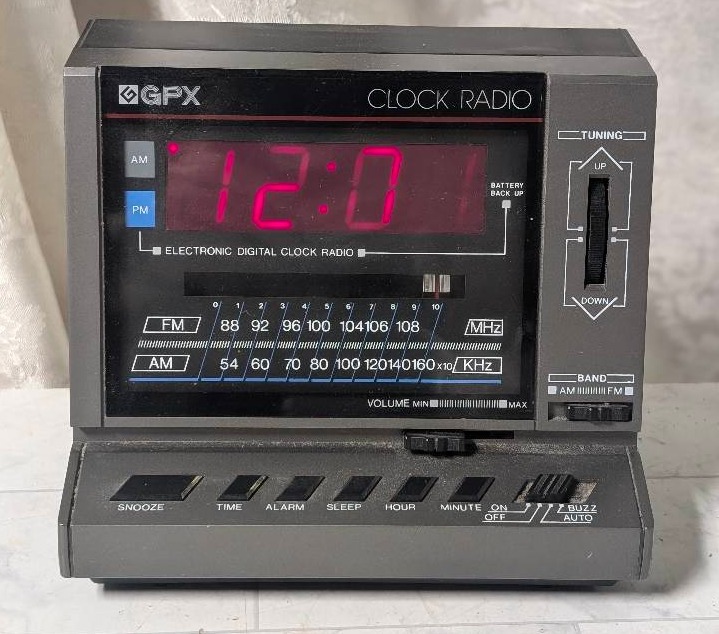 GPX
CLOCK RADIO
AM
12:01
PM
BATTERY
BACK UP
ELECTRONIC DIGITAL CLOCK RADIO
0 1 2 3 4 5 6 7 8 9 10
FM 88 92 96 100 104 106 108 MHz
AM 54 60 70 80 100 120 140 160 x10 KHz
VOLUME MIN MAX
TUNING
UP
DOWN
BAND
AM FM
SNOOZE TIME ALARM SLEEP HOUR MINUTE ON BUZZ
OFF AUTO